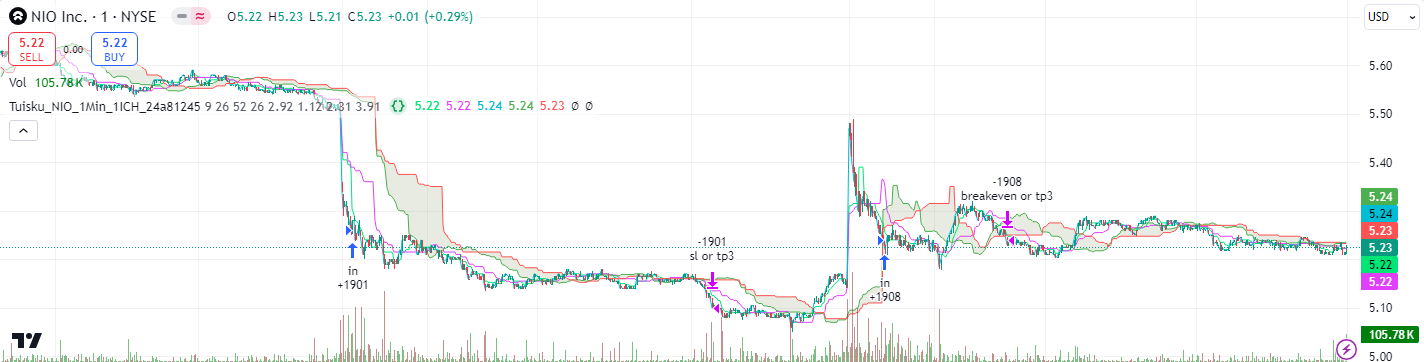 NIO Inc. · 1 · NYSE O5.22 H5.23 L5.21 C5.23 +0.01 (+0.29%)
USD
5.22 SELL
0.00
5.22 BUY
Vol 105.78K
Tuisku_NIO_1Min_1ICH_24a81245 9 26 52 26 2.92 1.12 2.81 3.91 {} 5.22 5.22 5.24 5.24 5.23 Ø Ø
5.60
5.50
5.40
-1908
breakeven or tp3
5.24
5.24
5.23
-1901
sl or tp3
5.23
5.22
in
+1901
in
+1908
5.22
5.10
105.78K
5.00